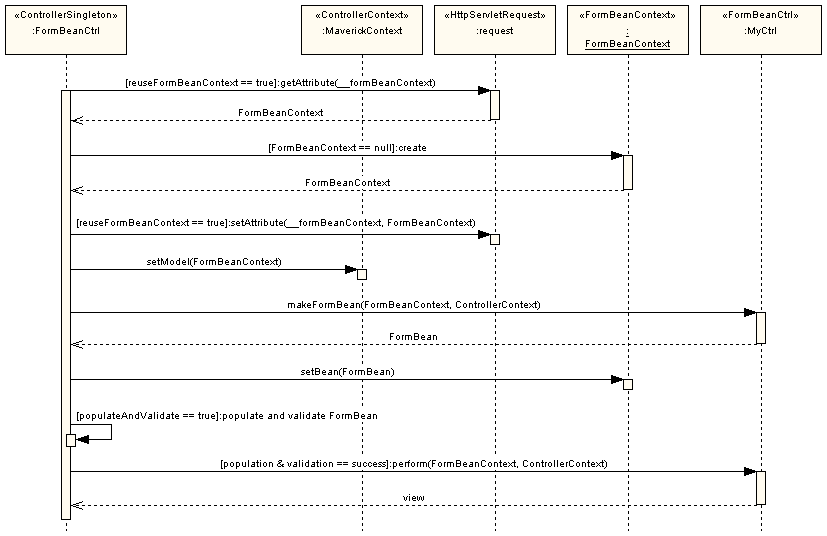 «ControllerSingleton»
:FormBeanCtrl
«ControllerContext»
:MaverickContext
«HttpServletRequest»
:request
«FormBeanContext»
:
FormBeanContext
«FormBeanCtrl»
:MyCtrl
[reuseFormBeanContext == true]:getAttribute(__formBeanContext)
FormBeanContext
[FormBeanContext == null]:create
FormBeanContext
[reuseFormBeanContext == true]:setAttribute(__formBeanContext, FormBeanContext)
setModel(FormBeanContext)
makeFormBean(FormBeanContext, ControllerContext)
FormBean
setBean(FormBean)
[populateAndValidate == true]:populate and validate FormBean
[population & validation == success]:perform(FormBeanContext, ControllerContext)
view